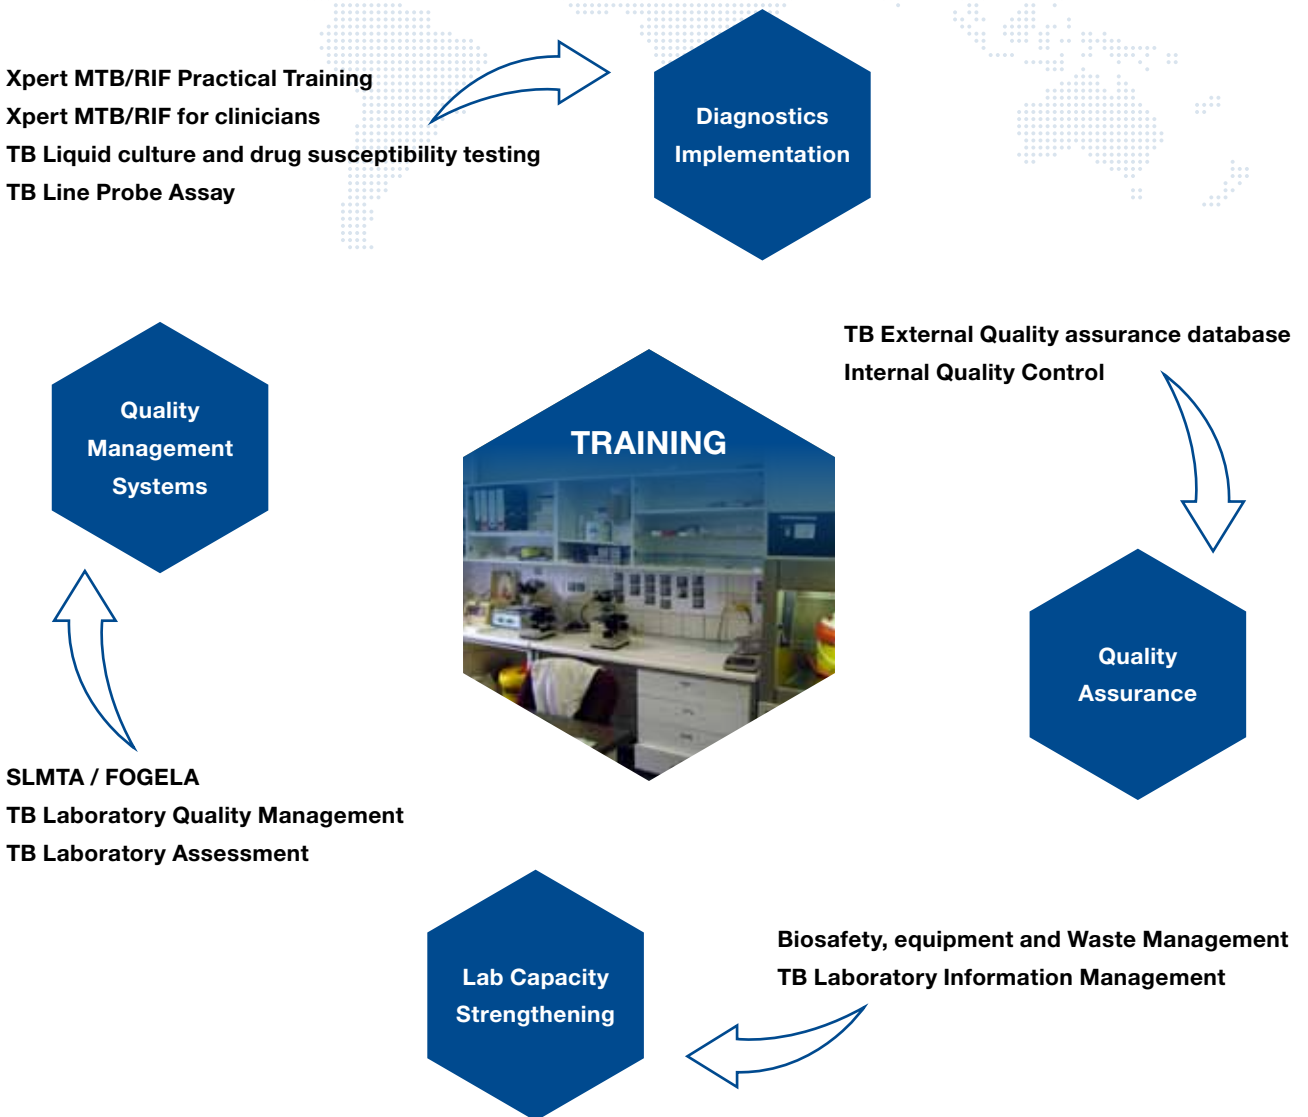 Xpert MTB/RIF Practical Training
Xpert MTB/RIF for clinicians
TB Liquid culture and drug susceptibility testing
TB Line Probe Assay
Diagnostics
Implementation
TB External Quality assurance database
Internal Quality Control
Quality
Management
Systems
TRAINING
Quality
Assurance
SLMTA / FOGELA
TB Laboratory Quality Management
TB Laboratory Assessment
Lab Capacity
Strengthening
Biosafety, equipment and Waste Management
TB Laboratory Information Management